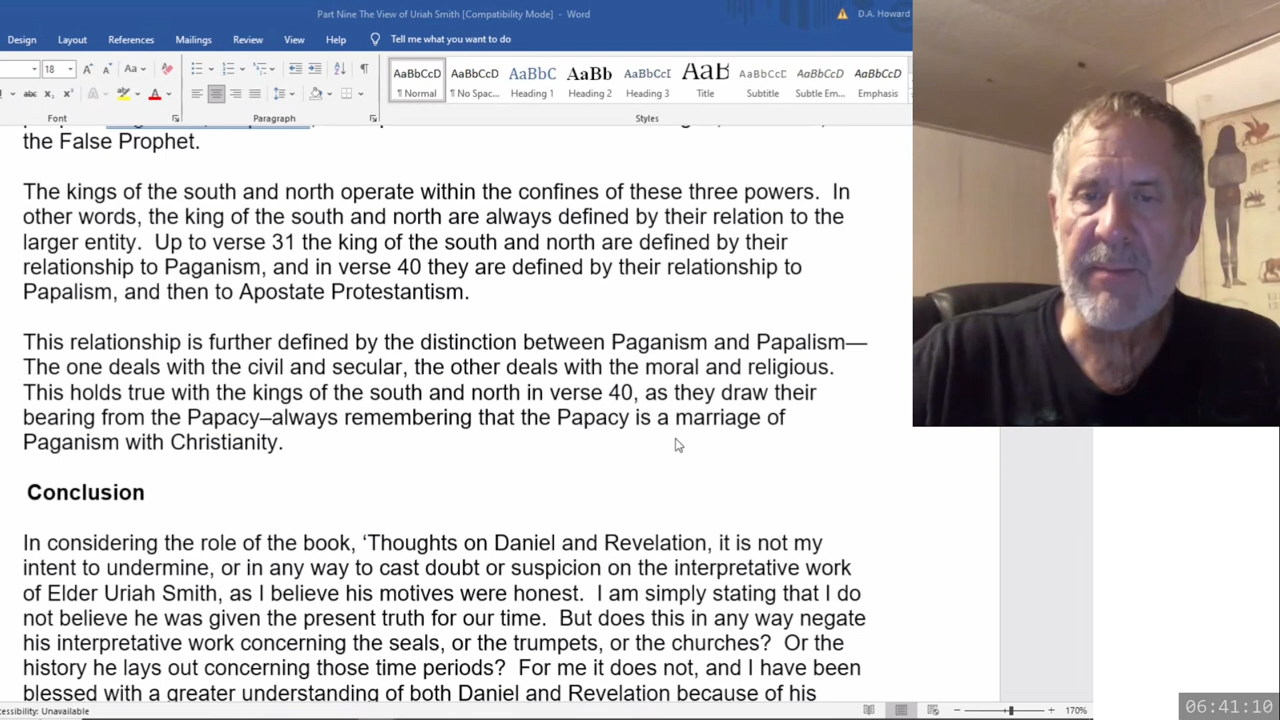 Part Nine The View of Uriah Smith [Compatibility Mode] - Word
D.A. Howard
Design Layout References Mailings Review View Help Tell me what you want to do
18
Aa
AaBbCcD AaBbCcD AaBbC AaBb AaBbCcI AaB AaBbCcD AaBbCcD AaBbCcD
¶ Normal ¶ No Spac... Heading 1 Heading 2 Heading 3 Title Subtitle Subtle Em... Emphasis
Font Paragraph Styles
the False Prophet.
The kings of the south and north operate within the confines of these three powers. In
other words, the king of the south and north are always defined by their relation to the
larger entity. Up to verse 31 the king of the south and north are defined by their
relationship to Paganism, and in verse 40 they are defined by their relationship to
Papalism, and then to Apostate Protestantism.
This relationship is further defined by the distinction between Paganism and Papalism—
The one deals with the civil and secular, the other deals with the moral and religious.
This holds true with the kings of the south and north in verse 40, as they draw their
bearing from the Papacy–always remembering that the Papacy is a marriage of
Paganism with Christianity.
Conclusion
In considering the role of the book, ‘Thoughts on Daniel and Revelation, it is not my
intent to undermine, or in any way to cast doubt or suspicion on the interpretative work
of Elder Uriah Smith, as I believe his motives were honest. I am simply stating that I do
not believe he was given the present truth for our time. But does this in any way negate
his interpretative work concerning the seals, or the trumpets, or the churches? Or the
history he lays out concerning those time periods? For me it does not, and I have been
blessed with a greater understanding of both Daniel and Revelation because of his
cessibility: Unavailable
170%
06:41:10